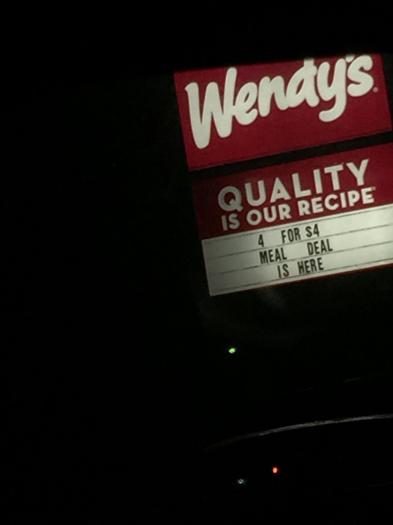 Wendy's
QUALITY
IS OUR RECIPE
4 FOR $4
MEAL DEAL
IS HERE